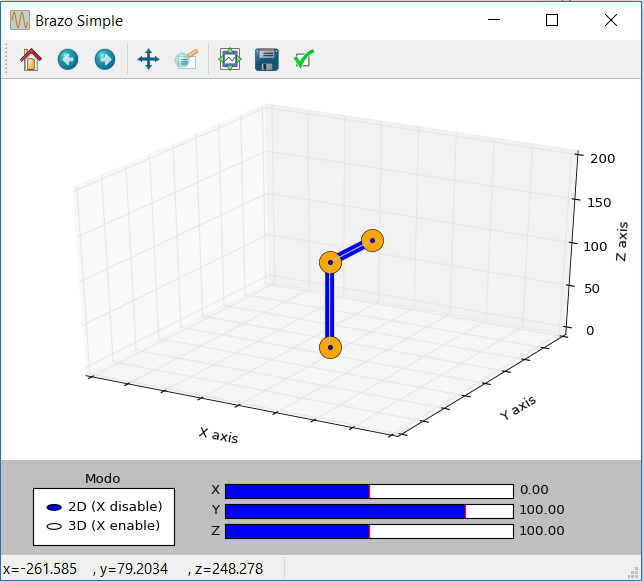 Brazo Simple
200
150
100
50
0
Z axis
Y axis
X axis
Modo
2D (X disable)
3D (X enable)
X 0.00
Y 100.00
Z 100.00
x=-261.585 , y=79.2034 , z=248.278